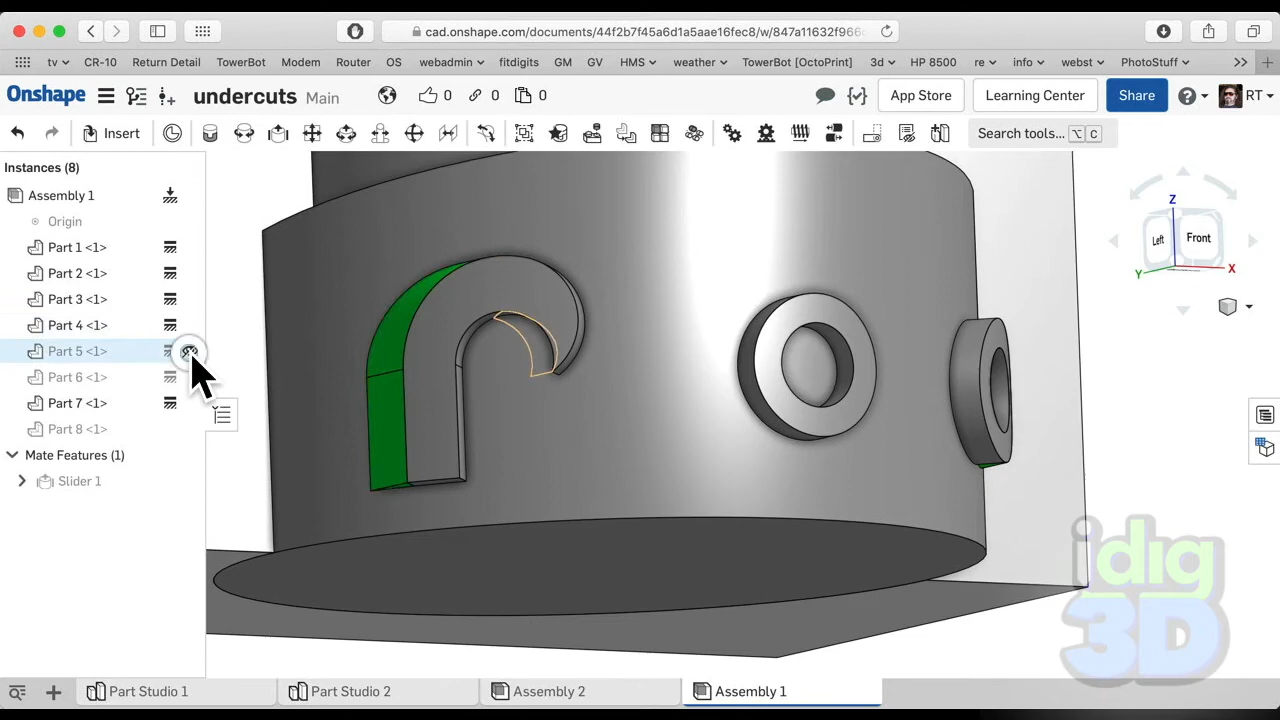 cad.onshape.com/documents/44f2b7f45a6d1a5aae16fec8/w/847a11632f966c
tv CR-10 Return Detail TowerBot Modem Router OS webadmin fitdigits GM GV HMS weather TowerBot [OctoPrint] 3d HP 8500 re info webst PhotoStuff
Onshape undercuts Main 0 0 0 App Store Learning Center Share RT
Insert Search tools... ⌥ C
Instances (8)
Assembly 1
Origin
Part 1 <1>
Part 2 <1>
Part 3 <1>
Part 4 <1>
Part 5 <1>
Part 6 <1>
Part 7 <1>
Part 8 <1>
Mate Features (1)
Slider 1
Z
Left Front
Y X
idig
3D
Part Studio 1 Part Studio 2 Assembly 2 Assembly 1